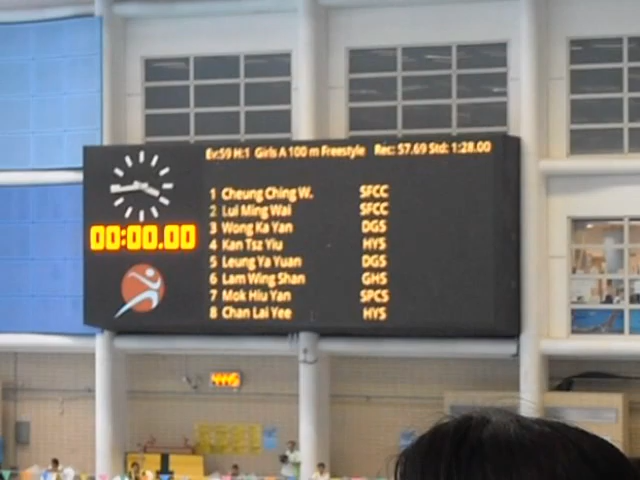 Ev:59 H:1 Girls A 100 m Freestyle Rec: 57.69 Std: 1:28.00
1 Cheung Ching W. SFCC
2 Lui Ming Wai SFCC
3 Wong Ka Yan DGS
4 Kan Tsz Yiu HYS
5 Leung Ya Yuan DGS
6 Lam Wing Shan GHS
7 Mok Hiu Yan SPCS
8 Chan Lai Yee HYS
00:00.00